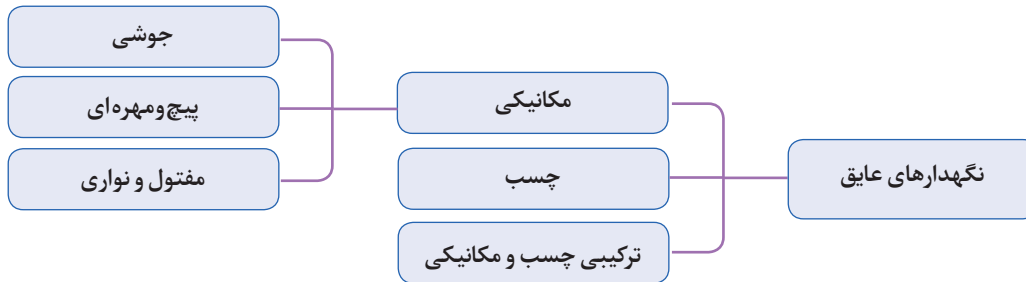 نگهدارهای عایق
مکانیکی
چسب
ترکیبی چسب و مکانیکی
جوشی
پیچ‌ومهره‌ای
مفتول و نواری